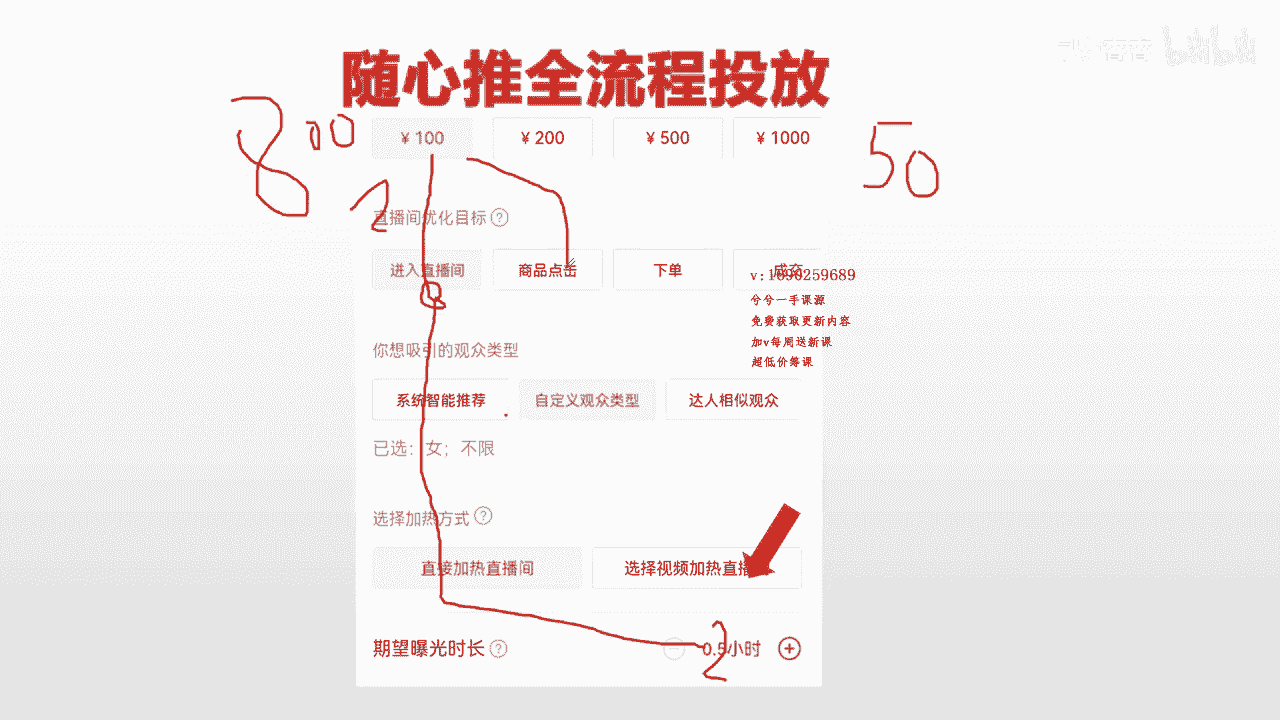 bilibili
随心推全流程投放
800
50
¥ 100 ¥ 200 ¥ 500 ¥ 1000
2
直播间优化目标 ?
进入直播间 商品点击 下单 成交
v:1696259689
兮兮一手课源
免费获取更新内容
加v每周送新课
超低价筹课
你想吸引的观众类型
系统智能推荐 自定义观众类型 达人相似观众
已选：女；不限
选择加热方式 ?
直接加热直播间 选择视频加热直播
期望曝光时长 ? 0.5小时
2